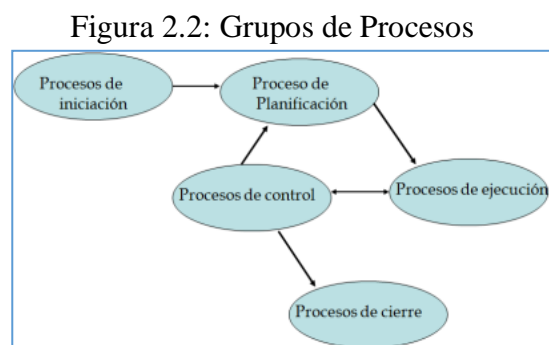 Figura 2.2: Grupos de Procesos
Procesos de
iniciación
Proceso de
Planificación
Procesos de control
Procesos de ejecución
Procesos de cierre